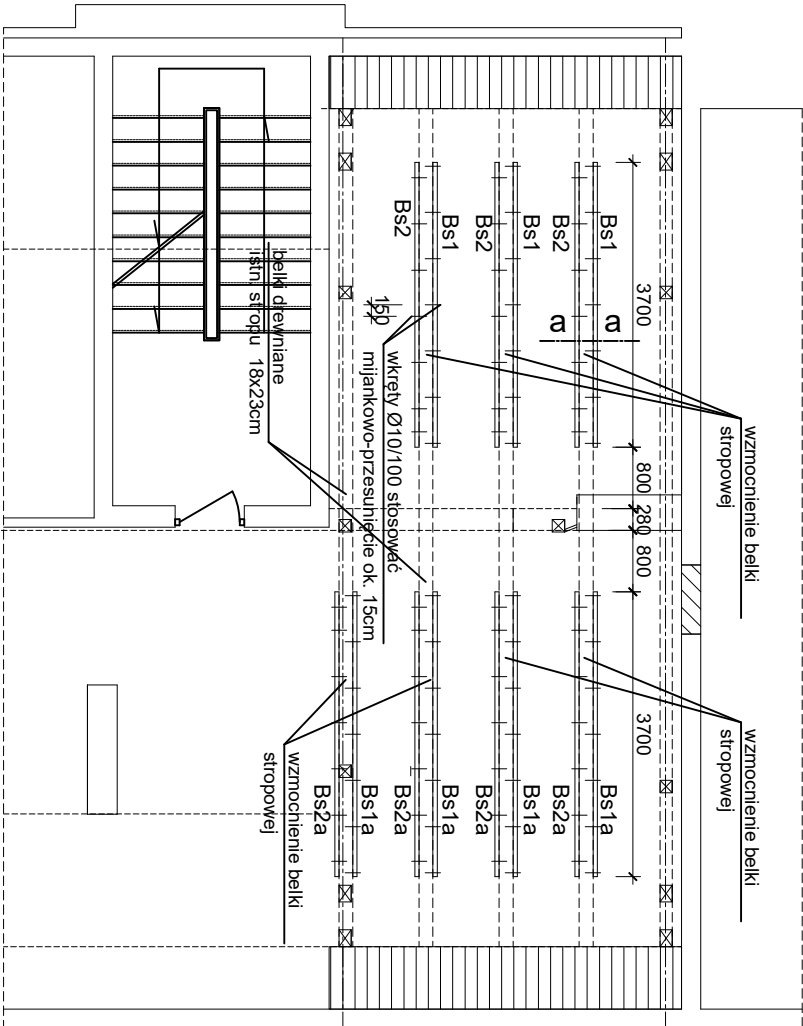 wzmocnienie belki
stropowej
wzmocnienie belki
stropowej
3700
800
280
800
3700
a
a
Bs1
Bs2
Bs1
Bs2
Bs1
Bs2
Bs1a
Bs2a
Bs1a
Bs2a
Bs1a
Bs2a
Bs1a
Bs2a
150
wkręty Ø10/100 stosować
mijankowo-przesunięcie ok. 15cm
belki drewniane
istn. stropu 18x23cm
wzmocnienie belki
stropowej